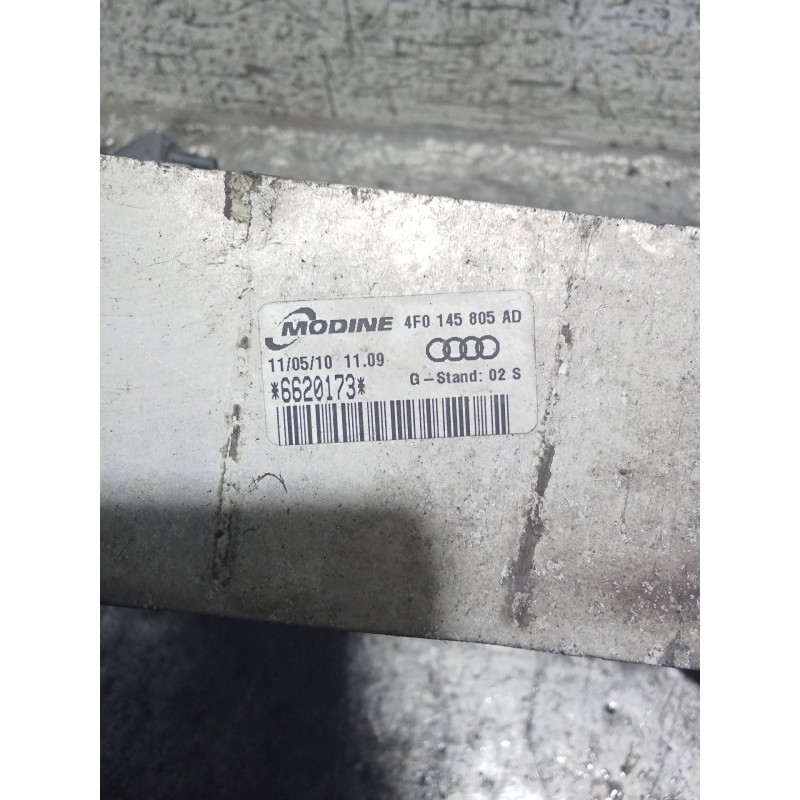 MODINE 4F0 145 805 AD
11/05/10 11.09
*6620173* G-Stand: 02 S